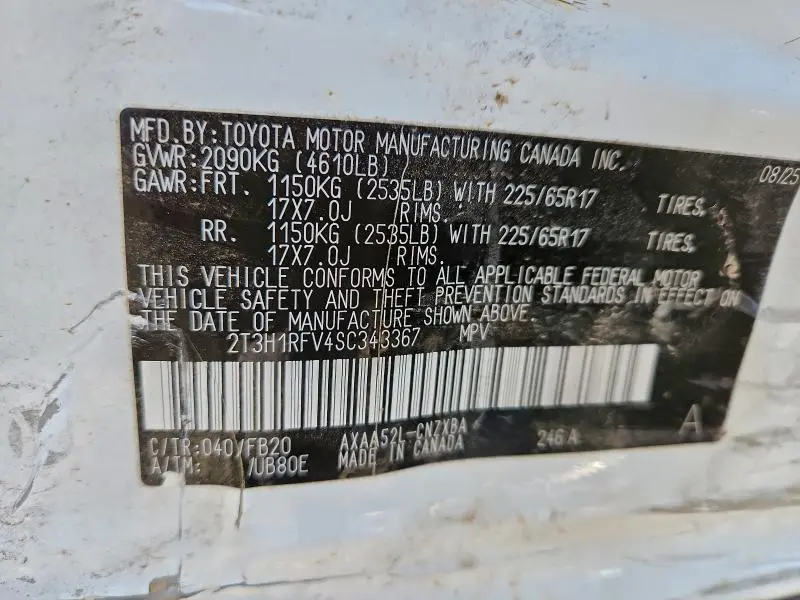 MFD.BY:TOYOTA MOTOR MANUFACTURING CANADA INC. 08/25
GVWR:2090KG (4610LB)
GAWR:FRT. 1150KG (2535LB) WITH 225/65R17 TIRES,
17X7.0J RIMS.
RR. 1150KG (2535LB) WITH 225/65R17 TIRES,
17X7.0J RIMS.
THIS VEHICLE CONFORMS TO ALL APPLICABLE FEDERAL MOTOR
VEHICLE SAFETY AND THEFT PREVENTION STANDARDS IN EFFECT ON
THE DATE OF MANUFACTURE SHOWN ABOVE.
2T3H1RFV4SC343367 MPV
C/TR:040/FB20 AXAA52L-CNZXBA 246A A
A/TM: /UB80E MADE IN CANADA